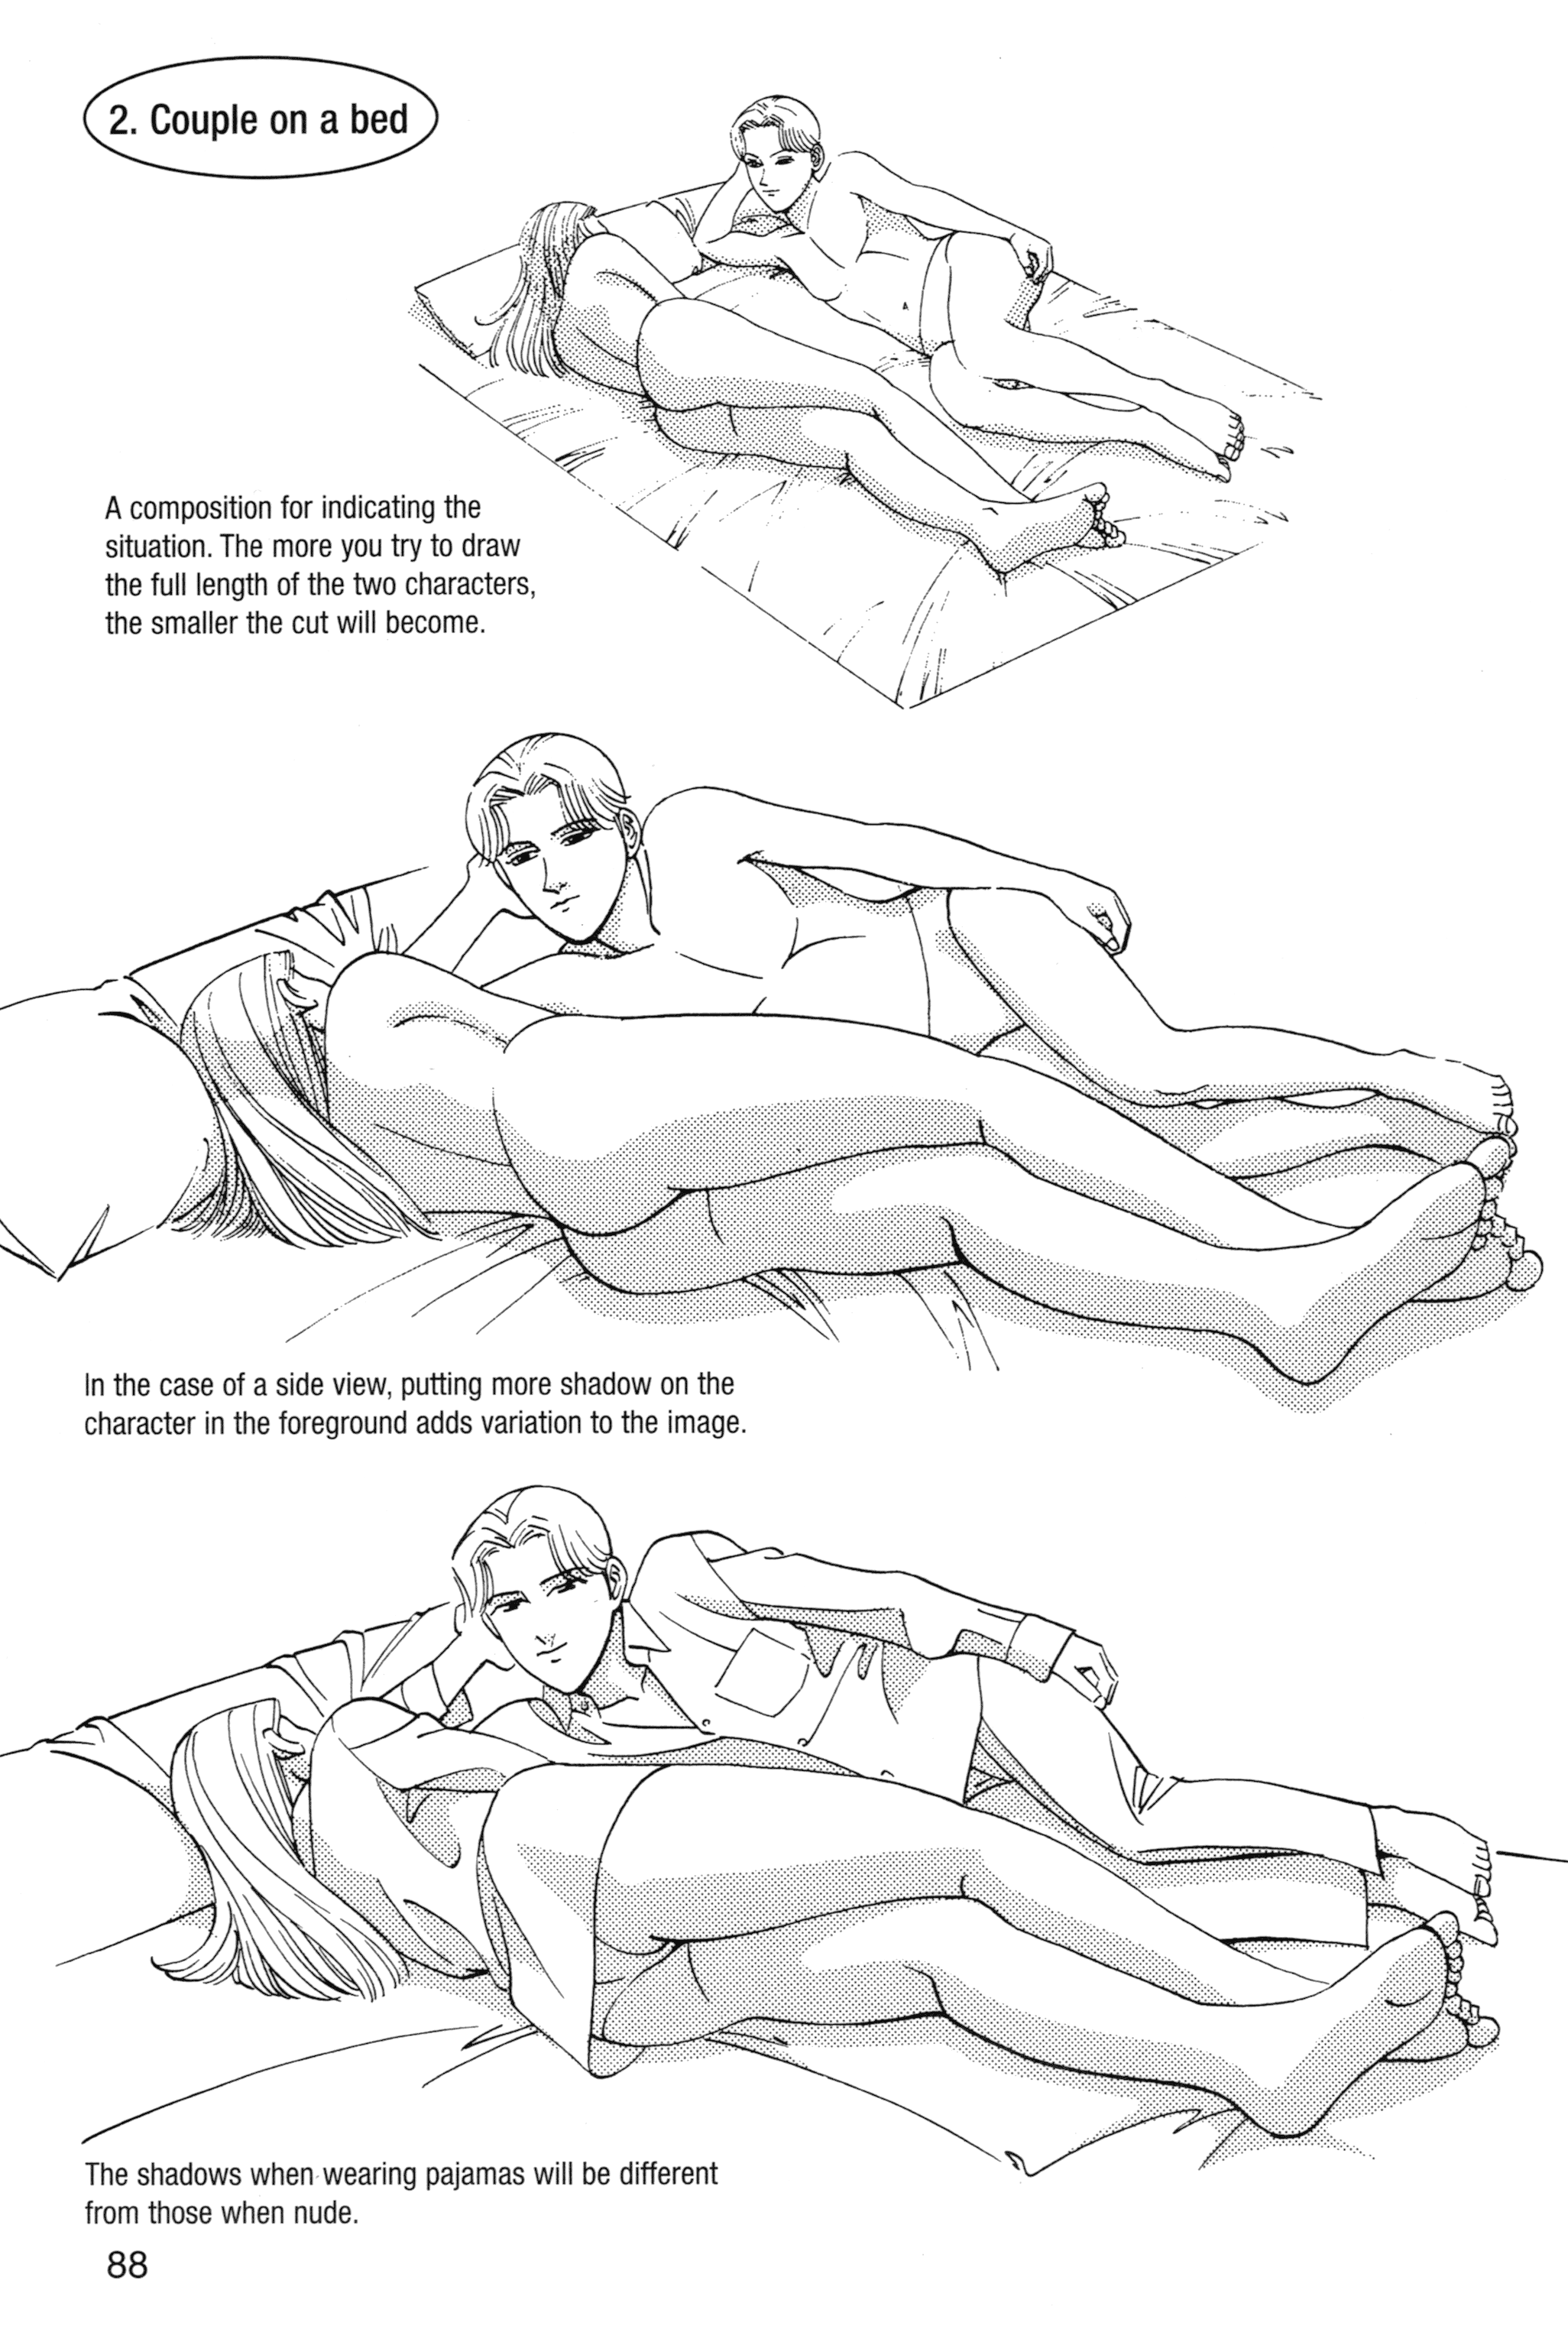 2. Couple on a bed
A composition for indicating the
situation. The more you try to draw
the full length of the two characters,
the smaller the cut will become.
In the case of a side view, putting more shadow on the
character in the foreground adds variation to the image.
The shadows when wearing pajamas will be different
from those when nude.
88